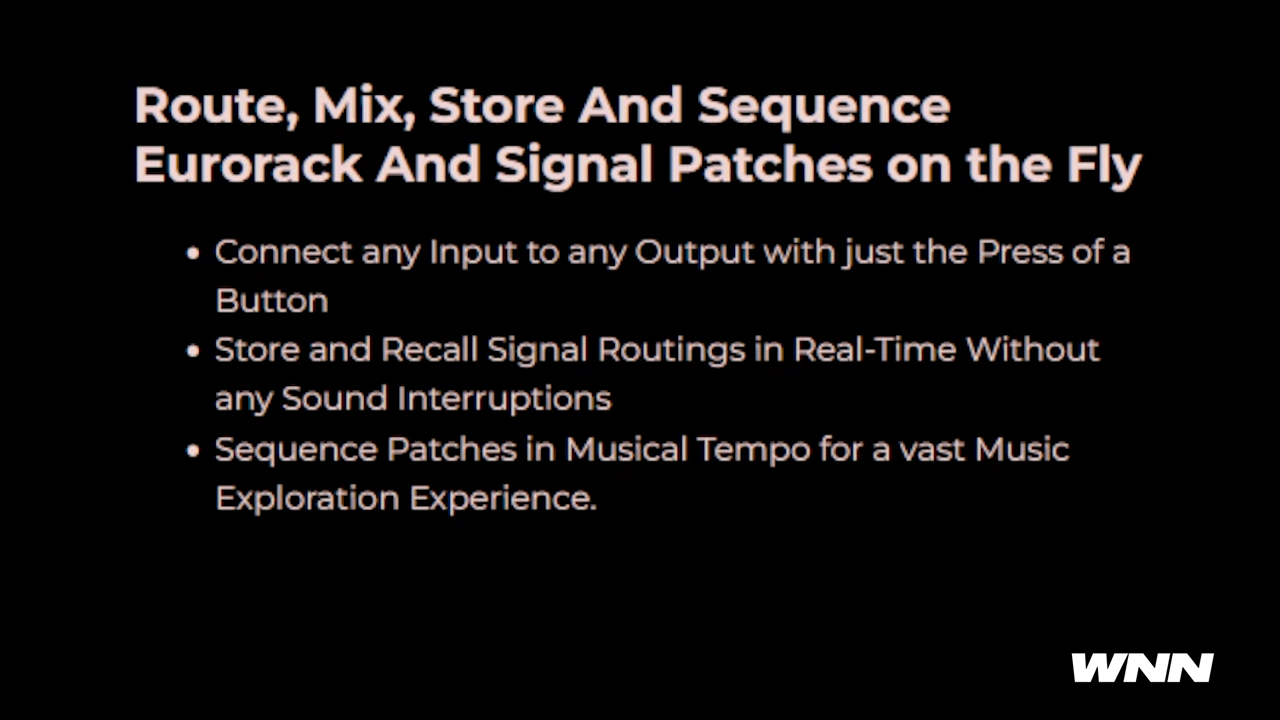 Route, Mix, Store And Sequence
Eurorack And Signal Patches on the Fly
• Connect any Input to any Output with just the Press of a
Button
• Store and Recall Signal Routings in Real-Time Without
any Sound Interruptions
• Sequence Patches in Musical Tempo for a vast Music
Exploration Experience.
WNN